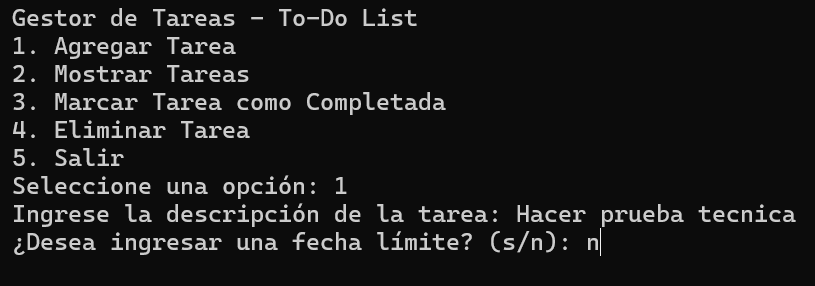 Gestor de Tareas - To-Do List
1. Agregar Tarea
2. Mostrar Tareas
3. Marcar Tarea como Completada
4. Eliminar Tarea
5. Salir
Seleccione una opción: 1
Ingrese la descripción de la tarea: Hacer prueba tecnica
¿Desea ingresar una fecha límite? (s/n): n